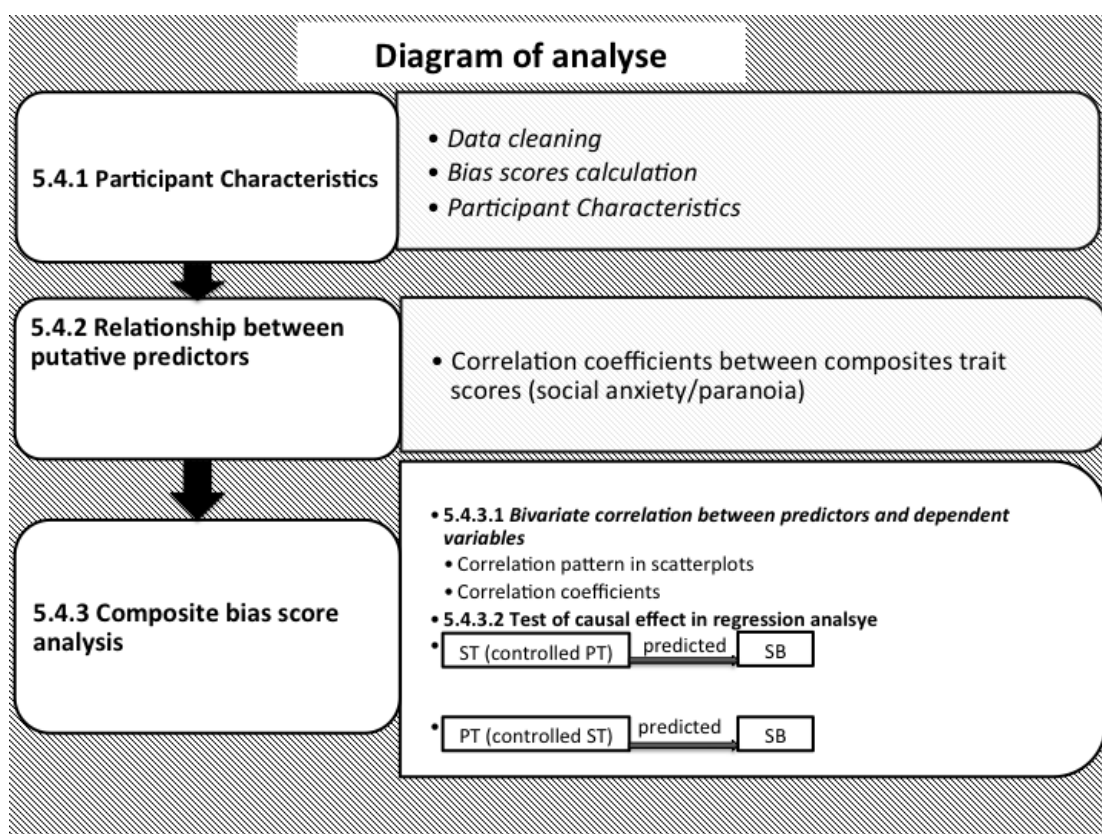 Diagram of analyse
5.4.1 Participant Characteristics
• Data cleaning
• Bias scores calculation
• Participant Characteristics
5.4.2 Relationship between
putative predictors
• Correlation coefficients between composites trait
scores (social anxiety/paranoia)
5.4.3 Composite bias score
analysis
• 5.4.3.1 Bivariate correlation between predictors and dependent
variables
• Correlation pattern in scatterplots
• Correlation coefficients
• 5.4.3.2 Test of causal effect in regression analsye
• ST (controlled PT) predicted SB
• PT (controlled ST) predicted SB